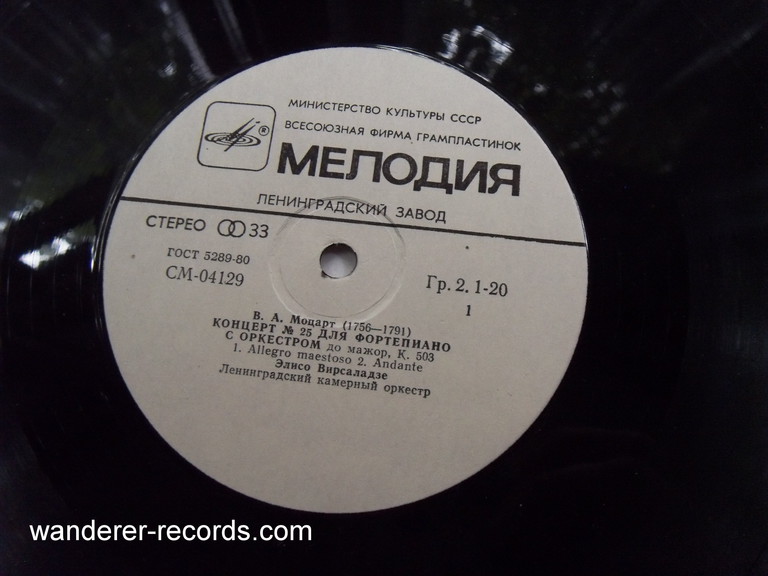 МИНИСТЕРСТВО КУЛЬТУРЫ СССР
ВСЕСОЮЗНАЯ ФИРМА ГРАМПЛАСТИНОК
®
МЕЛОДИЯ
ЛЕНИНГРАДСКИЙ ЗАВОД
СТЕРЕО 33
ГОСТ 5289-80
СМ-04129
Гр. 2. 1-20
1
В. А. Моцарт (1756—1791)
КОНЦЕРТ № 25 ДЛЯ ФОРТЕПИАНО
С ОРКЕСТРОМ до мажор, К. 503
1. Allegro maestoso 2. Andante
Элисо Вирсаладзе
Ленинградский камерный оркестр
wanderer-records.com